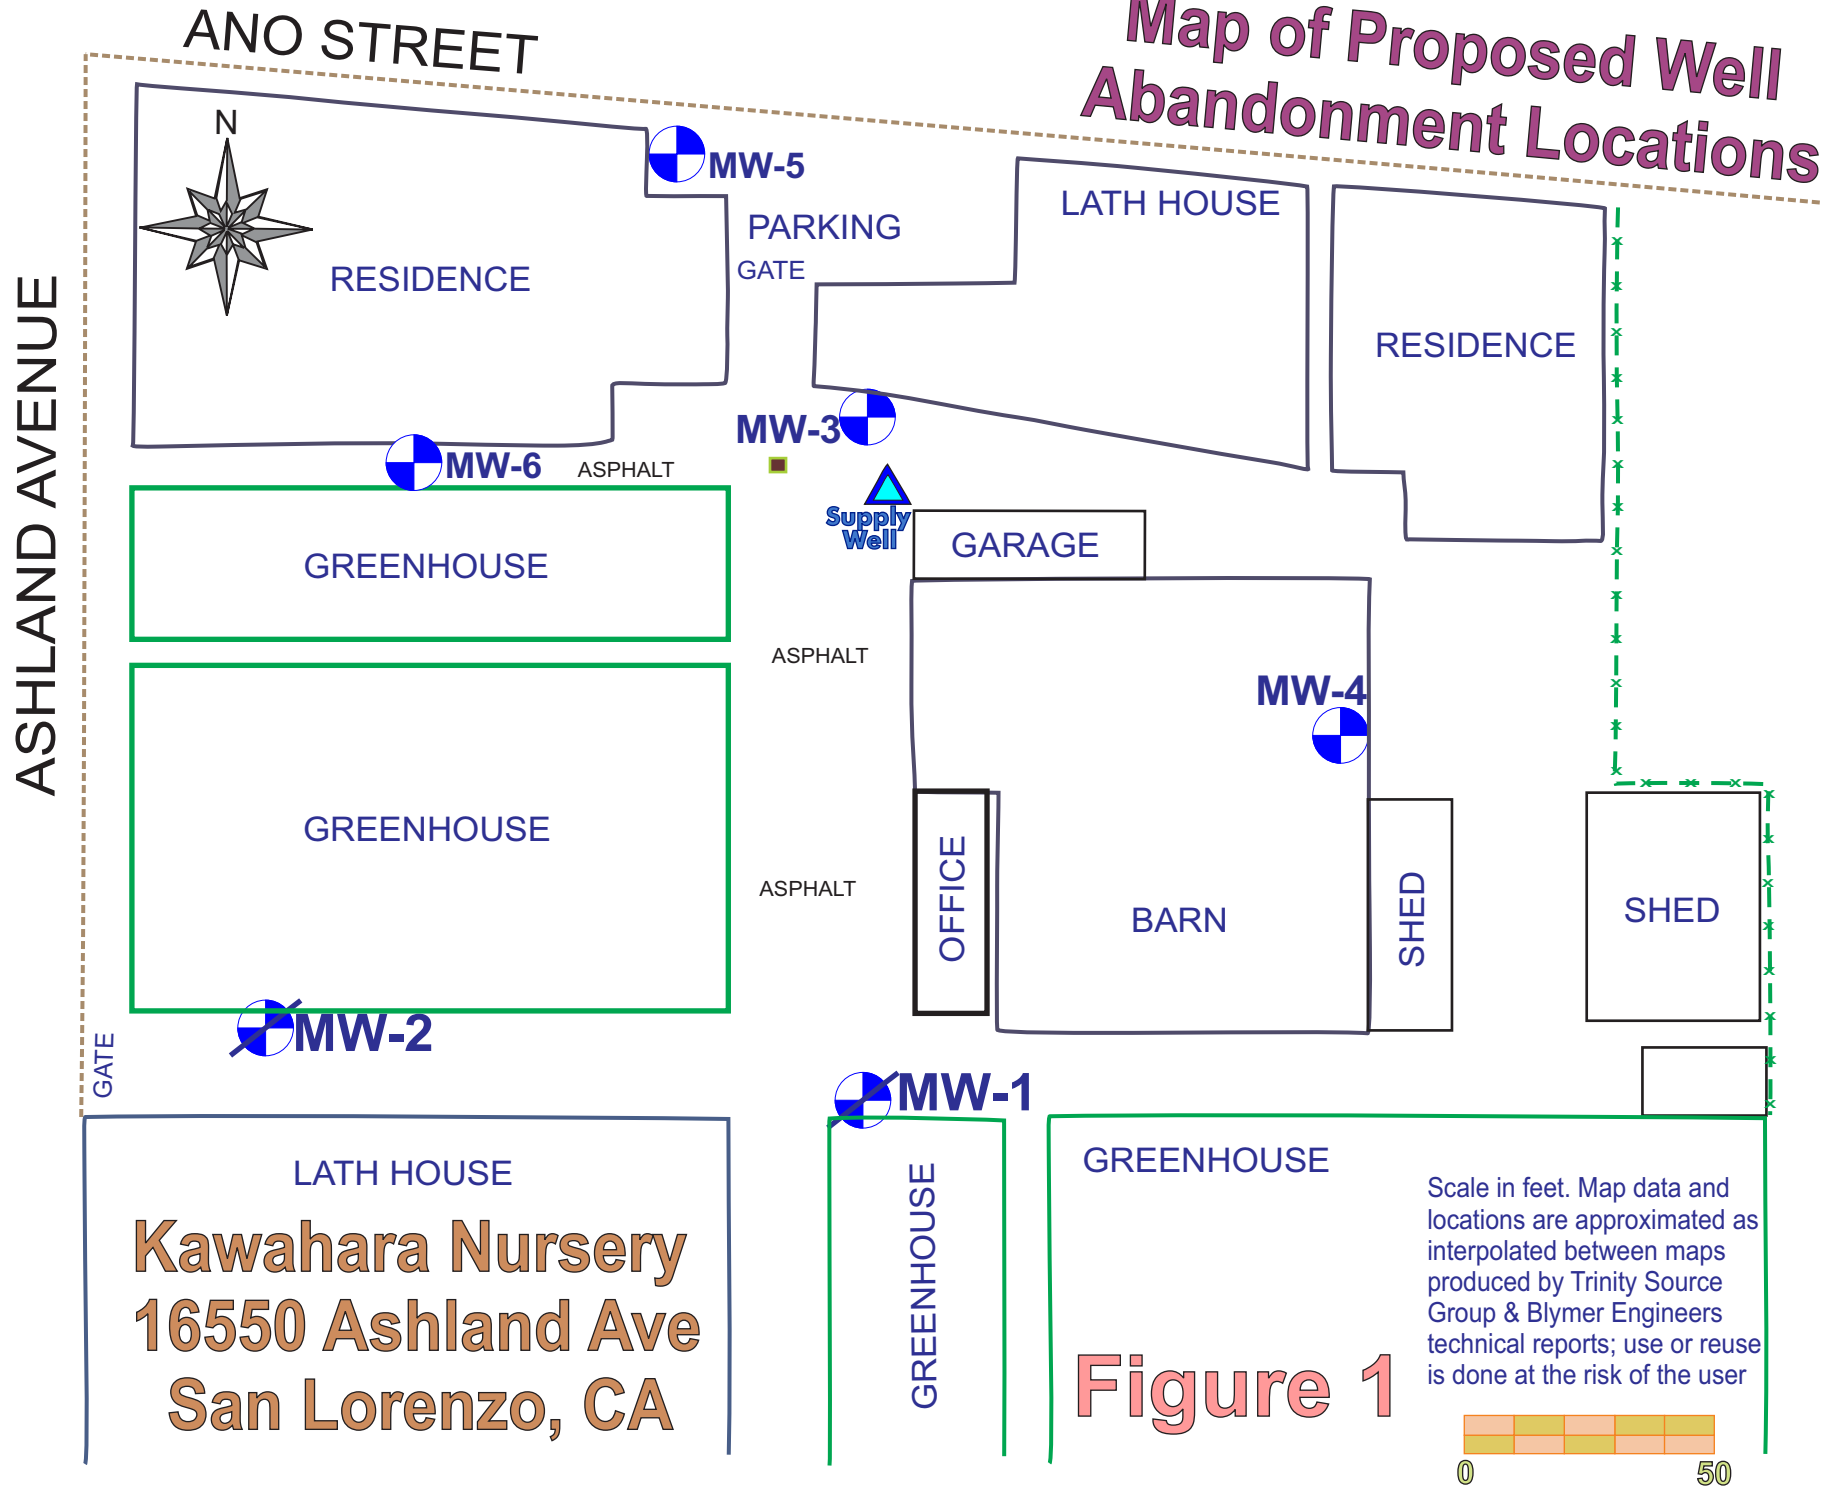 ANO STREET
Map of Proposed Well
Abandonment Locations
N
MW-5
PARKING
GATE
LATH HOUSE
RESIDENCE
RESIDENCE
ASHLAND AVENUE
MW-3
MW-6
ASPHALT
Supply
Well
GARAGE
GREENHOUSE
ASPHALT
MW-4
GREENHOUSE
ASPHALT
OFFICE
BARN
SHED
SHED
MW-2
GATE
MW-1
LATH HOUSE
GREENHOUSE
GREENHOUSE
Kawahara Nursery
16550 Ashland Ave
San Lorenzo, CA
Figure 1
Scale in feet. Map data and
locations are approximated as
interpolated between maps
produced by Trinity Source
Group & Blymer Engineers
technical reports; use or reuse
is done at the risk of the user
0 50